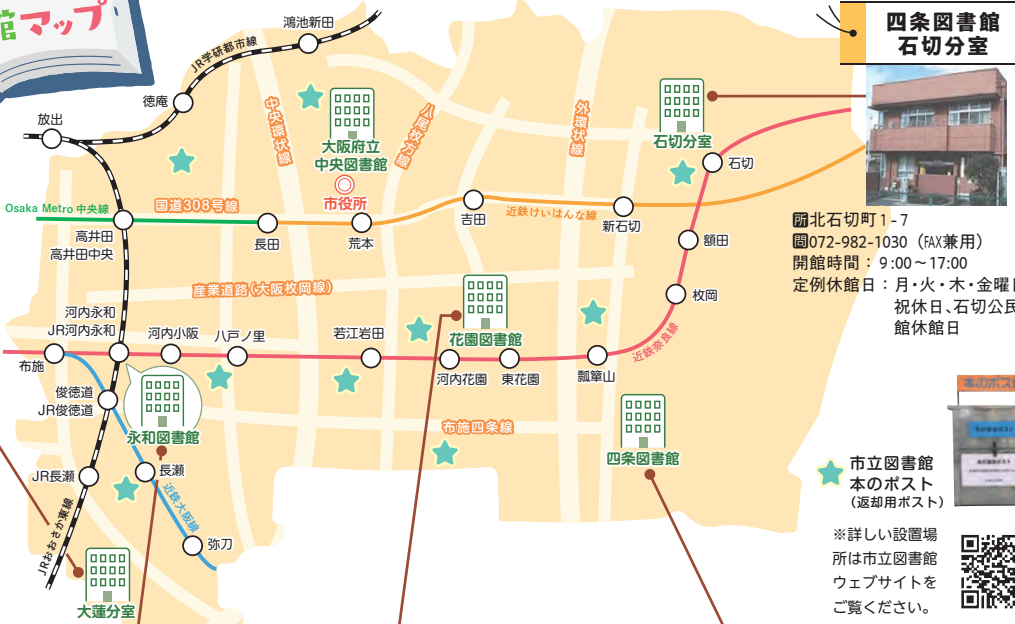 館マップ
四条図書館
石切分室
所北石切町1-7
問072-982-1030（FAX兼用）
開館時間：9:00～17:00
定例休館日：月・火・木・金曜日
祝休日、石切公民
館休館日
鴻池新田
JR学研都市線
徳庵
放出
中央環状線
八尾枚方線
外環状線
大阪府立
中央図書館
市役所
石切分室
石切
Osaka Metro 中央線
国道308号線
高井田
高井田中央
長田
荒本
吉田
近鉄けいはんな線
新石切
額田
枚岡
産業道路（大阪枚岡線）
河内永和
JR河内永和
河内小阪
八戸ノ里
若江岩田
花園図書館
河内花園
東花園
瓢箪山
近鉄奈良線
布施
俊徳道
JR俊徳道
永和図書館
布施四条線
四条図書館
JR長瀬
長瀬
近鉄大阪線
弥刀
JRおおさか東線
大蓮分室
本のポスト
市立図書館
本のポスト
（返却用ポスト）
※詳しい設置場
所は市立図書館
ウェブサイトを
ご覧ください。